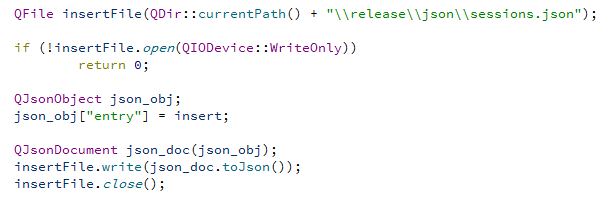 QFile insertFile(QDir::currentPath() + "\\release\\json\\sessions.json");
if (!insertFile.open(QIODevice::WriteOnly))
return 0;
QJsonObject json_obj;
json_obj["entry"] = insert;
QJsonDocument json_doc(json_obj);
insertFile.write(json_doc.toJson());
insertFile.close();